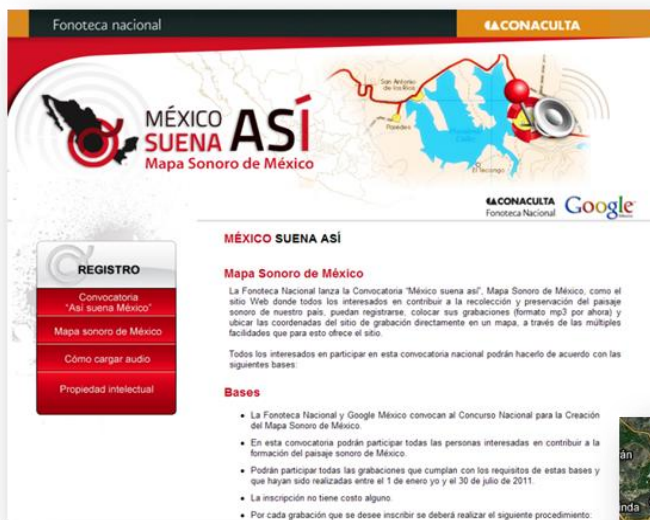 Fonoteca nacional
CONACULTA
San Antonio
de los Ríos
Paredes
El tecango
MÉXICO
SUENA ASÍ
Mapa Sonoro de México
CONACULTA
Fonoteca Nacional
Google
MÉXICO SUENA ASÍ
REGISTRO
Convocatoria
"Así suena México"
Mapa sonoro de México
Cómo cargar audio
Propiedad intelectual
Mapa Sonoro de México
La Fonoteca Nacional lanza la Convocatoria "México suena así", Mapa Sonoro de México, como el
sitio Web donde todos los interesados en contribuir a la recolección y preservación del paisaje
sonoro de nuestro país, puedan registrarse, colocar sus grabaciones (formato mp3 por ahora) y
ubicar las coordenadas del sitio de grabación directamente en un mapa, a través de las múltiples
facilidades que para esto ofrece el sitio.
Todos los interesados en participar en esta convocatoria nacional podrán hacerlo de acuerdo con las
siguientes bases:
Bases
• La Fonoteca Nacional y Google México convocan al Concurso Nacional para la Creación
del Mapa Sonoro de México.
• En esta convocatoria podrán participar todas las personas interesadas en contribuir a la
formación del paisaje sonoro de México.
• Podrán participar todas las grabaciones que cumplan con los requisitos de estas bases y
que hayan sido realizadas entre el 1 de enero yo y el 30 de julio de 2011.
• La inscripción no tiene costo alguno.
• Por cada grabación que se desee inscribir se deberá realizar el siguiente procedimiento: